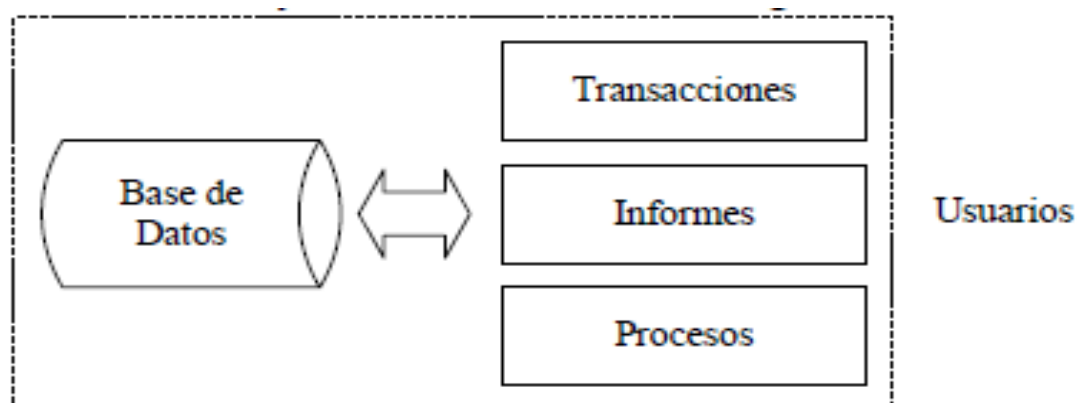 Base de
Datos
Transacciones
Informes
Procesos
Usuarios